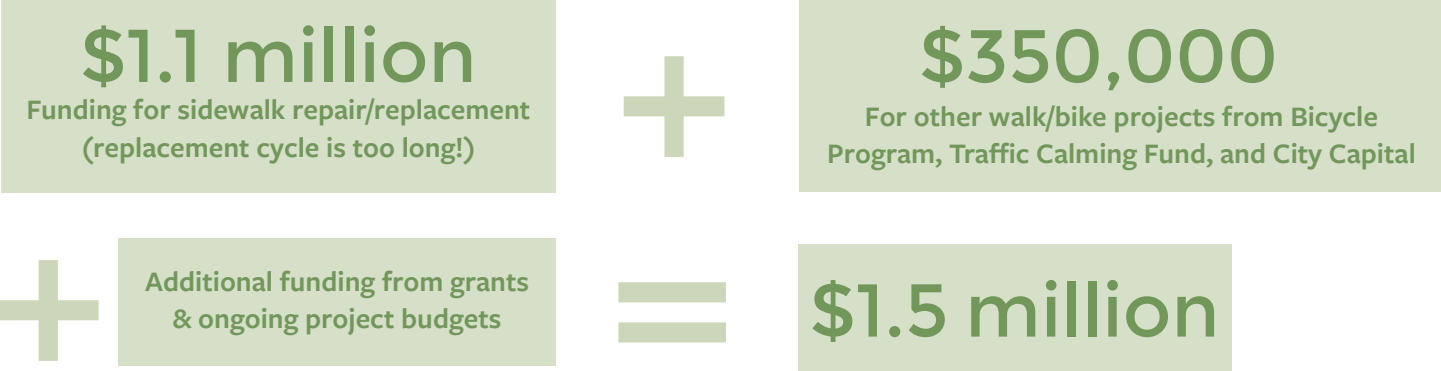 $1.1 million
Funding for sidewalk repair/replacement
(replacement cycle is too long!)
+
$350,000
For other walk/bike projects from Bicycle
Program, Traffic Calming Fund, and City Capital
+
Additional funding from grants
& ongoing project budgets
=
$1.5 million